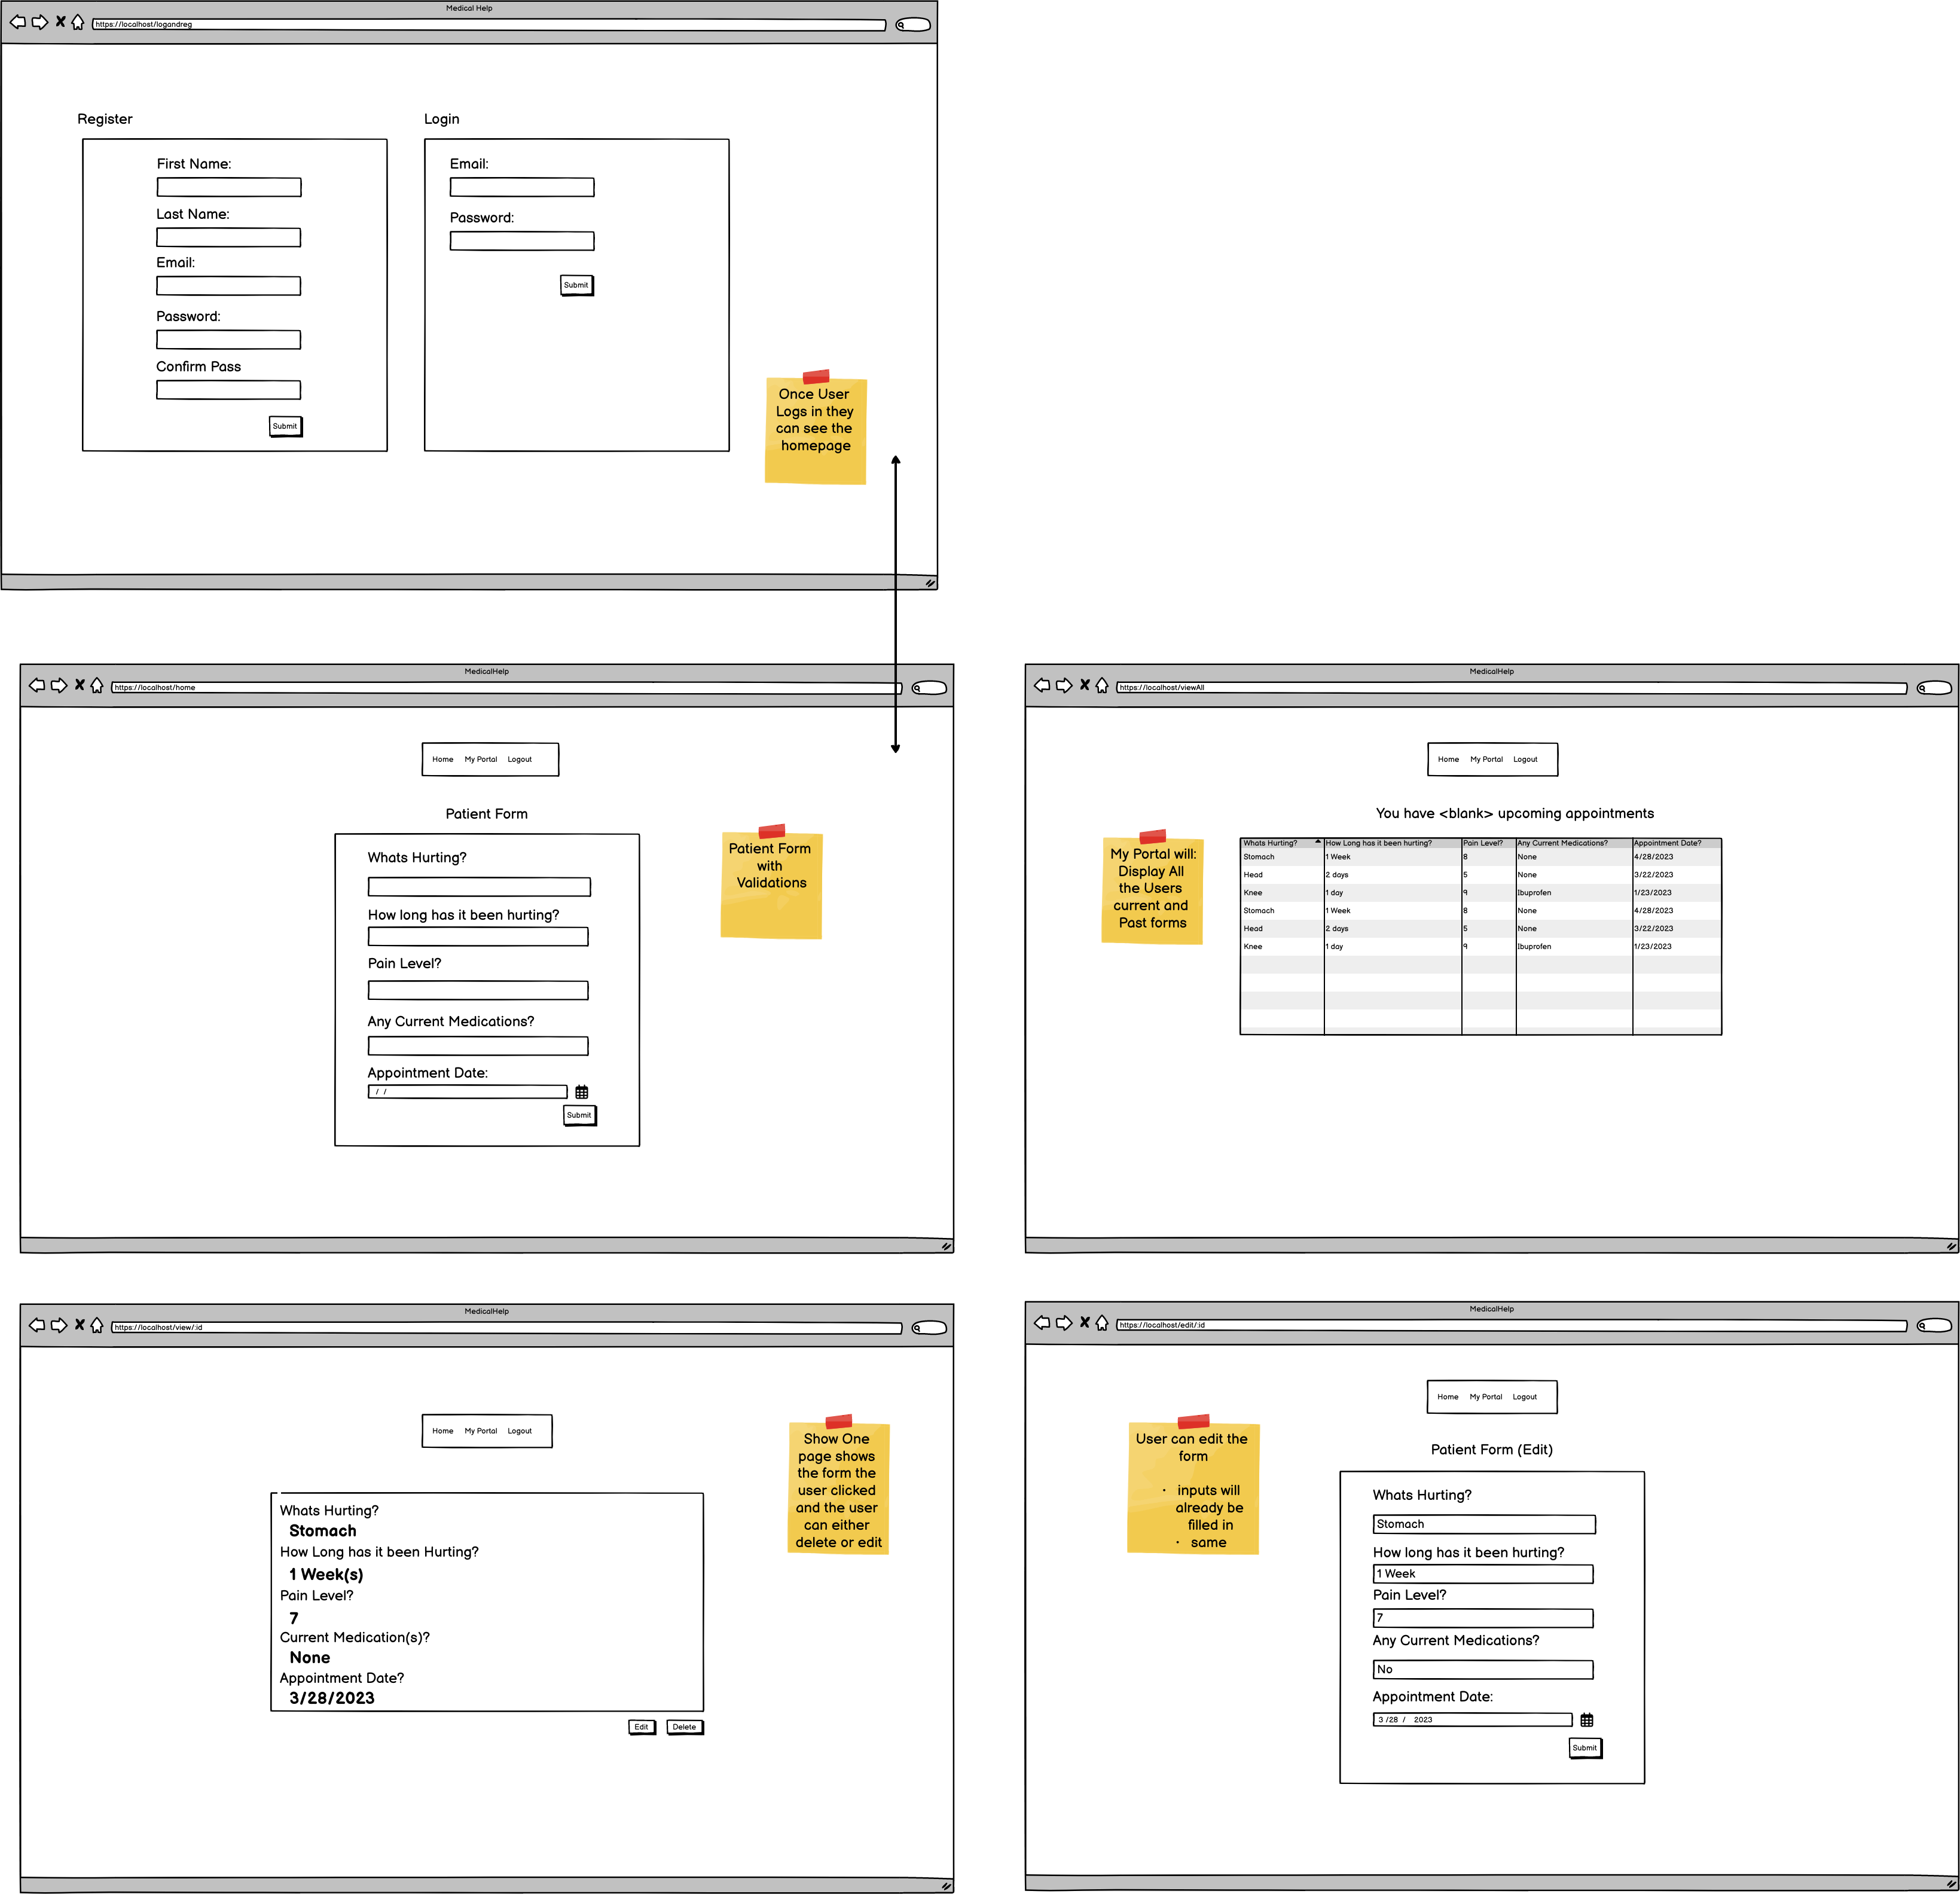 Medical Help
https://localhost/logandreg
Register
First Name:
Last Name:
Email:
Password:
Confirm Pass
Submit
Login
Email:
Password:
Submit
Once User
Logs in they
can see the
homepage
MedicalHelp
https://localhost/home
Home My Portal Logout
Patient Form
Whats Hurting?
How long has it been hurting?
Pain Level?
Any Current Medications?
Appointment Date:
/ /
Submit
Patient Form
with
Validations
MedicalHelp
https://localhost/viewAll
Home My Portal Logout
You have <blank> upcoming appointments
My Portal will:
Display All
the Users
current and
Past forms
Whats Hurting? How Long has it been hurting? Pain Level? Any Current Medications? Appointment Date?
Stomach 1 Week 8 None 4/28/2023
Head 2 days 5 None 3/22/2023
Knee 1 day 9 Ibuprofen 1/23/2023
Stomach 1 Week 8 None 4/28/2023
Head 2 days 5 None 3/22/2023
Knee 1 day 9 Ibuprofen 1/23/2023
MedicalHelp
https://localhost/view/:id
Home My Portal Logout
Whats Hurting?
Stomach
How Long has it been Hurting?
1 Week(s)
Pain Level?
7
Current Medication(s)?
None
Appointment Date?
3/28/2023
Edit Delete
Show One
page shows
the form the
user clicked
and the user
can either
delete or edit
MedicalHelp
https://localhost/edit/:id
Home My Portal Logout
User can edit the
form
• inputs will
already be
filled in
• same
Patient Form (Edit)
Whats Hurting?
Stomach
How long has it been hurting?
1 Week
Pain Level?
7
Any Current Medications?
No
Appointment Date:
3 /28 / 2023
Submit